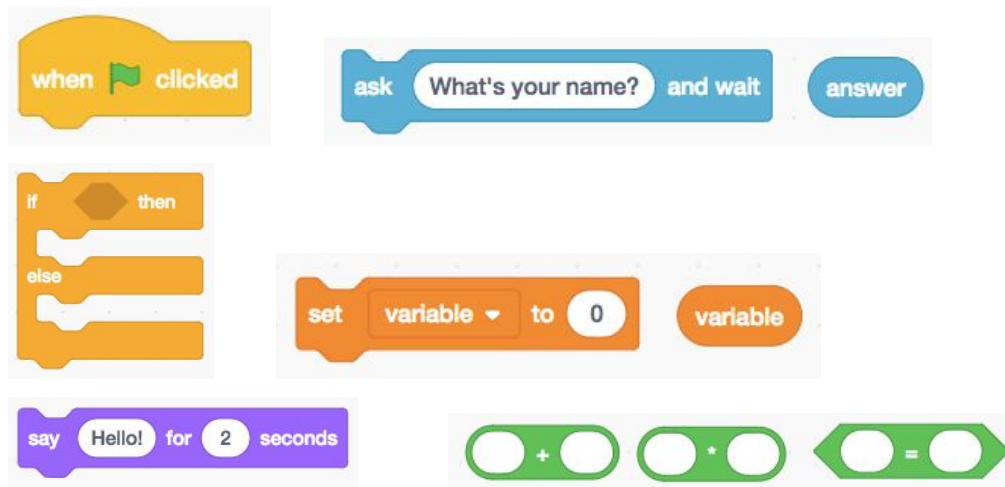 when clicked
ask What's your name? and wait answer
if then
else
set variable to 0 variable
say Hello! for 2 seconds
+ * =